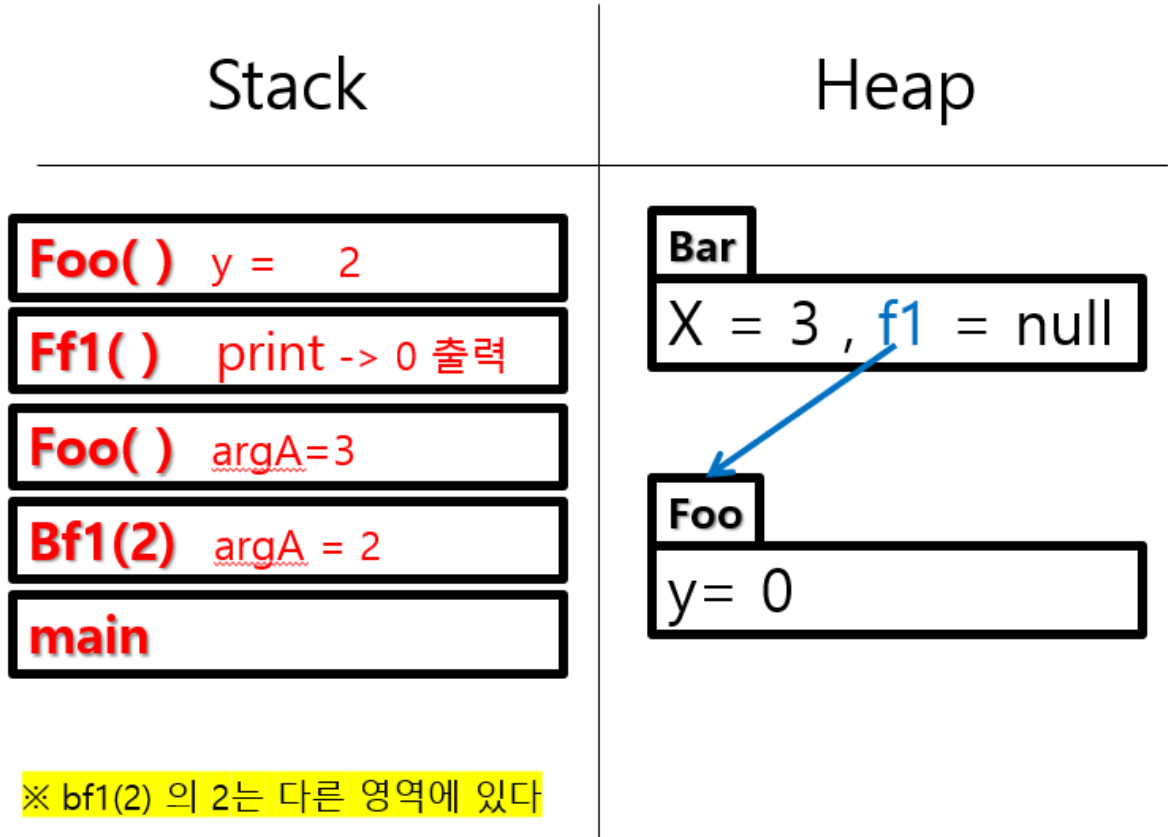 Stack
Heap
Foo( ) y = 2
Ff1( ) print -> 0 출력
Foo( ) argA=3
Bf1(2) argA = 2
main
※ bf1(2) 의 2는 다른 영역에 있다
Bar
X = 3 , f1 = null
Foo
y= 0